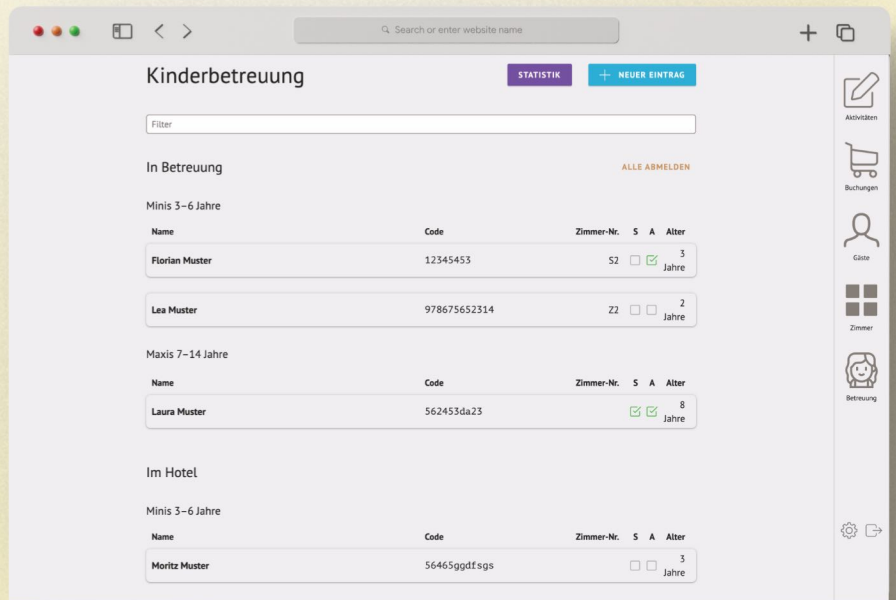 Search or enter website name
Kinderbetreuung
STATISTIK
NEUER EINTRAG
Filter
In Betreuung
ALLE ABMELDEN
Minis 3–6 Jahre
Name Code Zimmer-Nr. S A Alter
Florian Muster 12345453 S2 3
Jahre
Lea Muster 978675652314 Z2 2
Jahre
Maxis 7–14 Jahre
Name Code Zimmer-Nr. S A Alter
Laura Muster 562453da23 8
Jahre
Im Hotel
Minis 3–6 Jahre
Name Code Zimmer-Nr. S A Alter
Moritz Muster 56465ggdfsgs 3
Jahre
Aktivitäten
Buchungen
Gäste
Zimmer
Betreuung